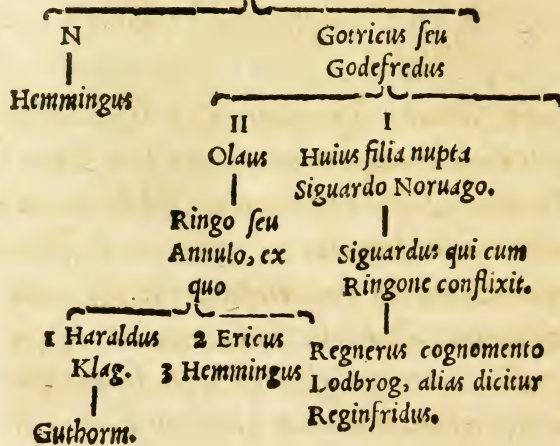 N
Hemmingus
Gotricus ſeu
Godefredus
II
Olaus
Ringo ſeu
Annulo, ex
quo
1 Haraldus
Klag.
Guthorm.
2 Ericus
3 Hemmingus
I
Huius filia nupta
Siguardo Noruago.
Siguardus qui cum
Ringone conflixit.
Regnerus cognomento
Lodbrog, alias dicitur
Reginfridus.